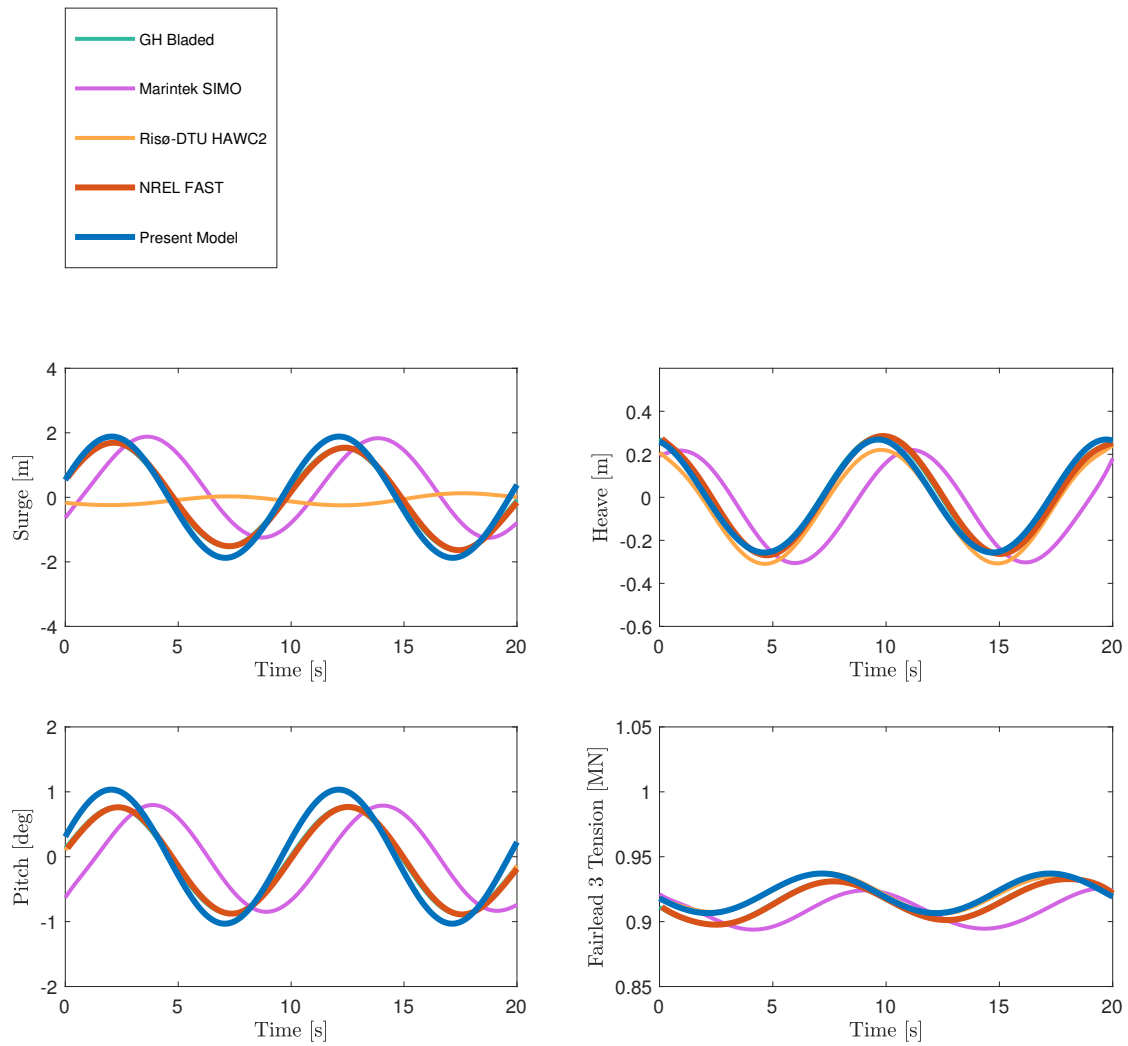 GH Bladed
Marintek SIMO
Risø-DTU HAWC2
NREL FAST
Present Model
4
2
0
-2
-4
Surge [m]
0 5 10 15 20
Time [s]
0.4
0.2
0
-0.2
-0.4
-0.6
Heave [m]
0 5 10 15 20
Time [s]
2
1
0
-1
-2
Pitch [deg]
0 5 10 15 20
Time [s]
1.05
1
0.95
0.9
0.85
Fairlead 3 Tension [MN]
0 5 10 15 20
Time [s]